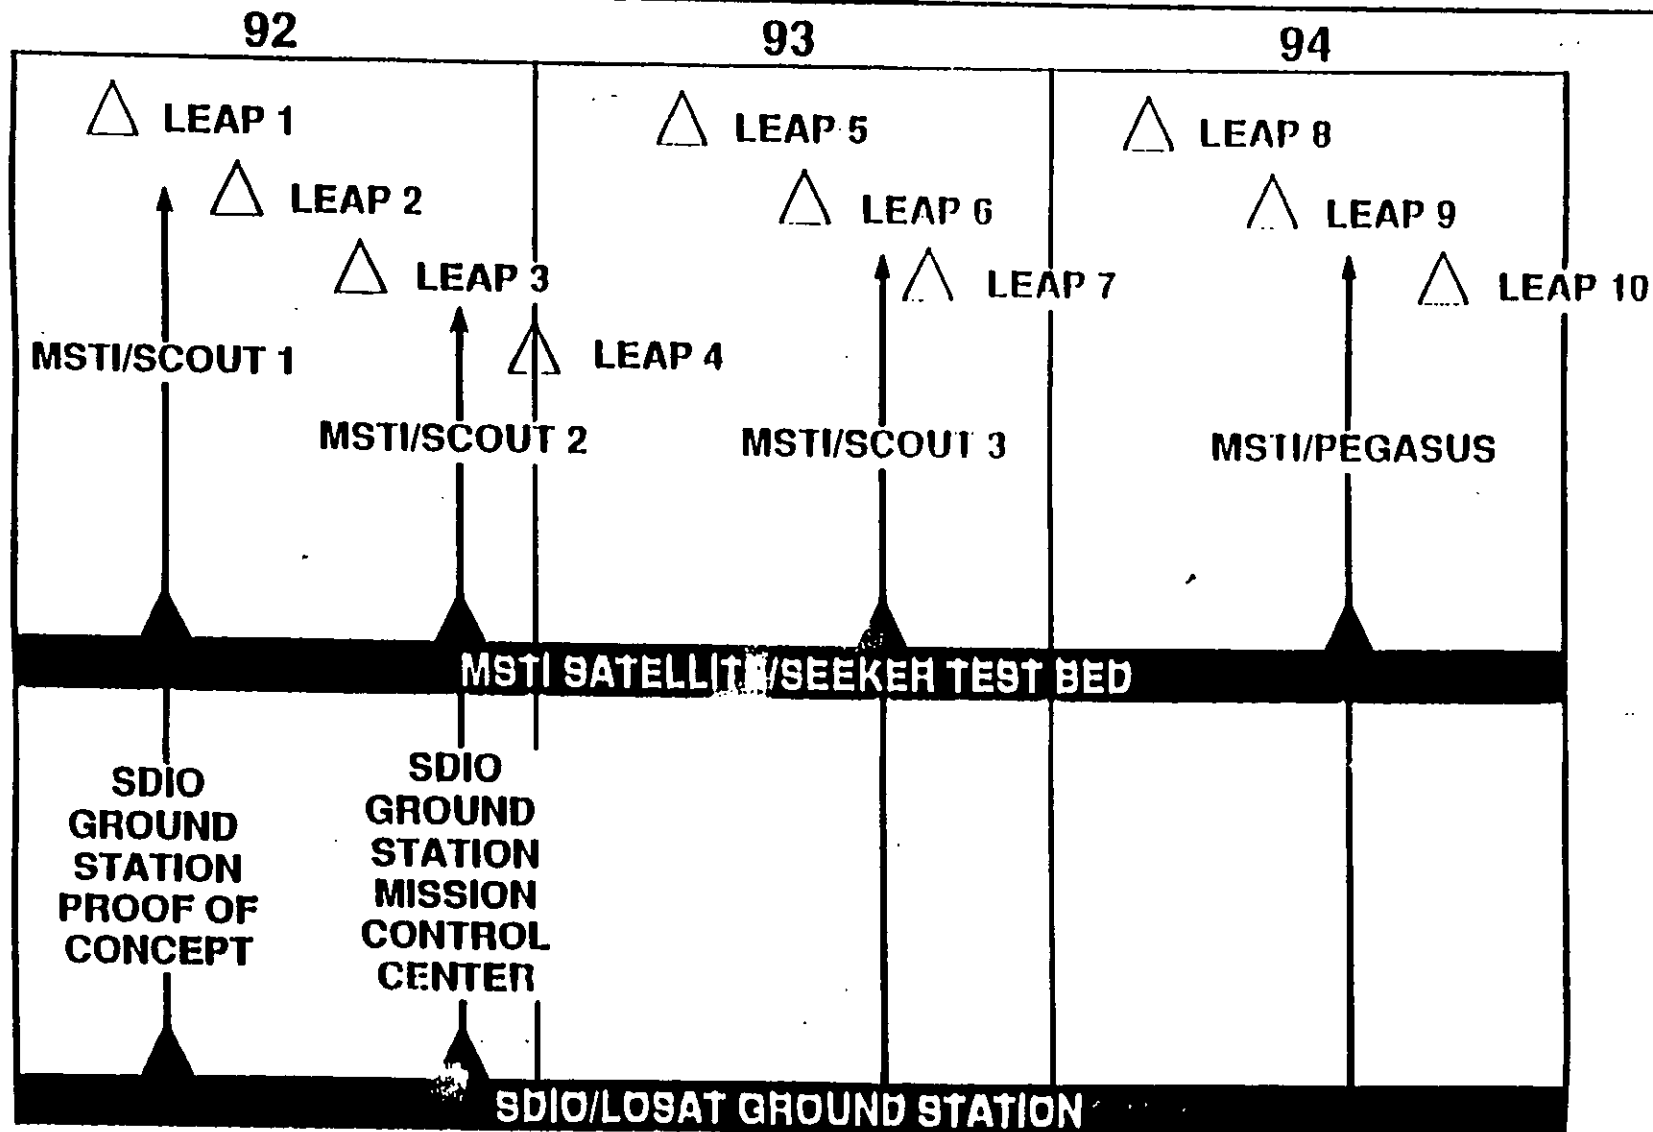 92
93
94
LEAP 1
LEAP 5
LEAP 8
LEAP 2
LEAP 6
LEAP 9
LEAP 3
LEAP 7
LEAP 10
MSTI/SCOUT 1
LEAP 4
MSTI/SCOUT 2
MSTI/SCOUT 3
MSTI/PEGASUS
MSTI SATELLITE/SEEKER TEST BED
SDIO
GROUND
STATION
PROOF OF
CONCEPT
SDIO
GROUND
STATION
MISSION
CONTROL
CENTER
SDIO/LOSAT GROUND STATION